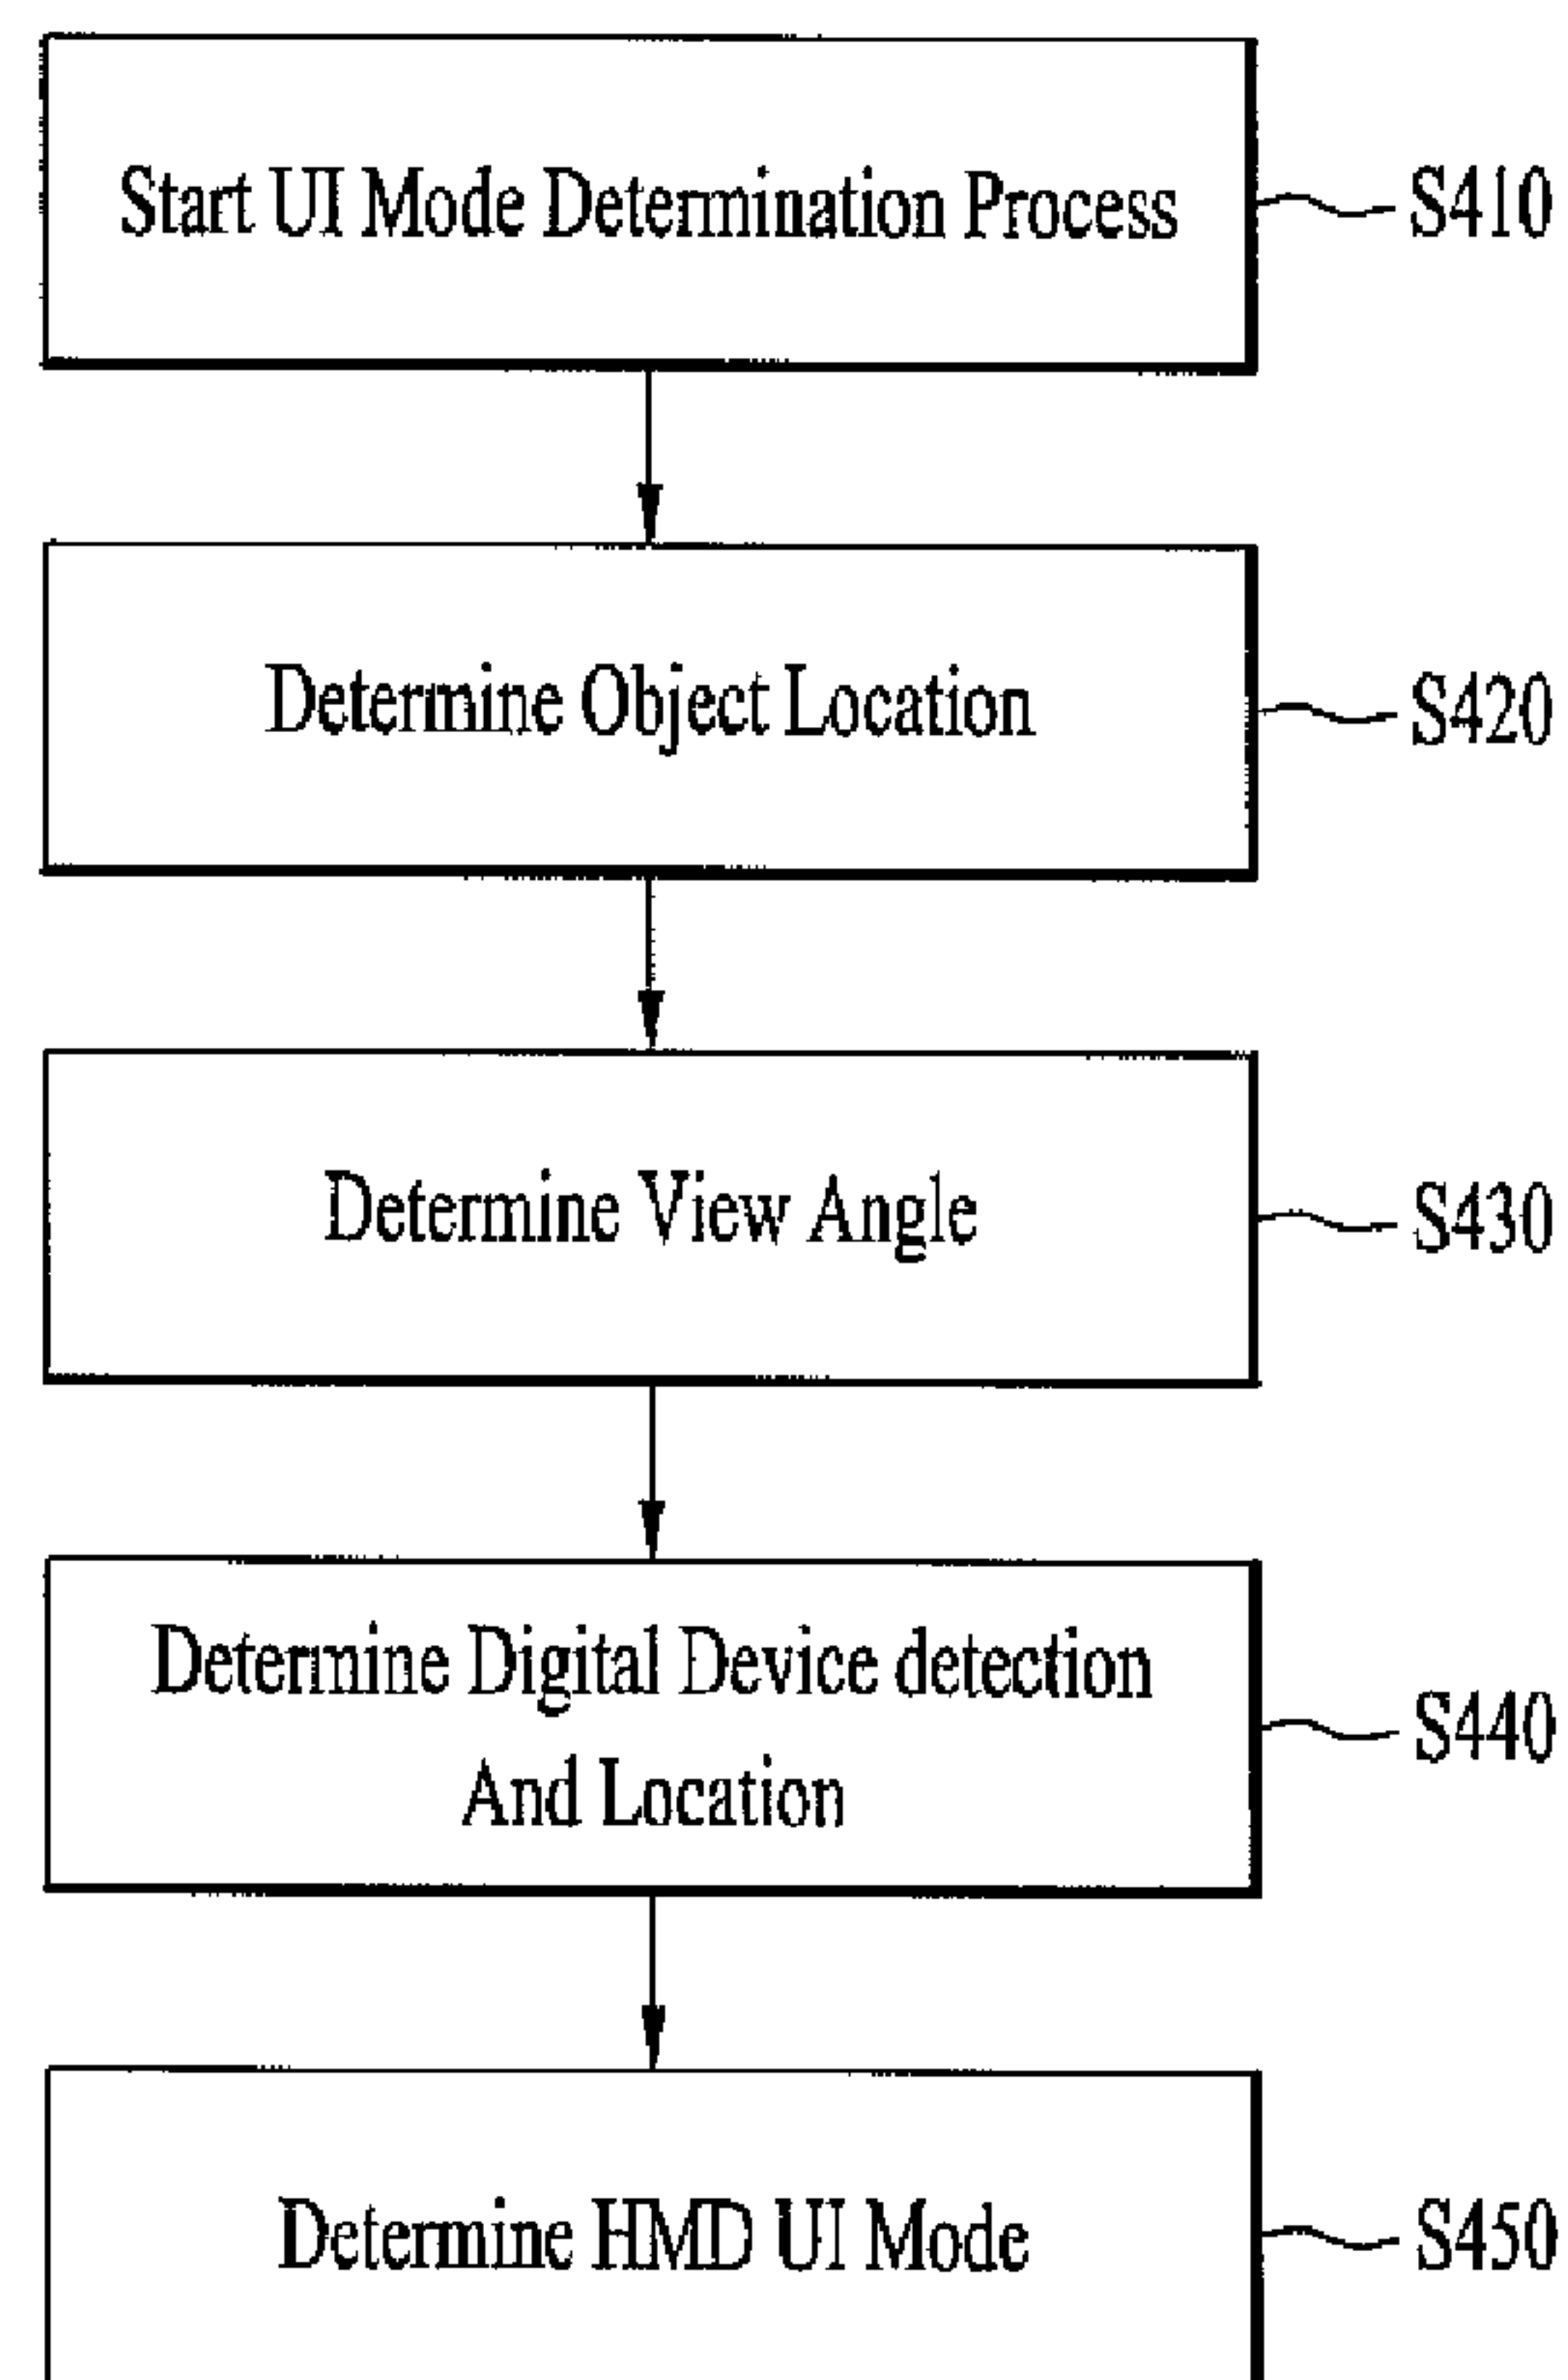 Start UI Mode Determination Process
S410
Determine Object Location
S420
Determine View Angle
S430
Determine Digital Device detection
And Location
S440
Determine HMD UI Mode
S450